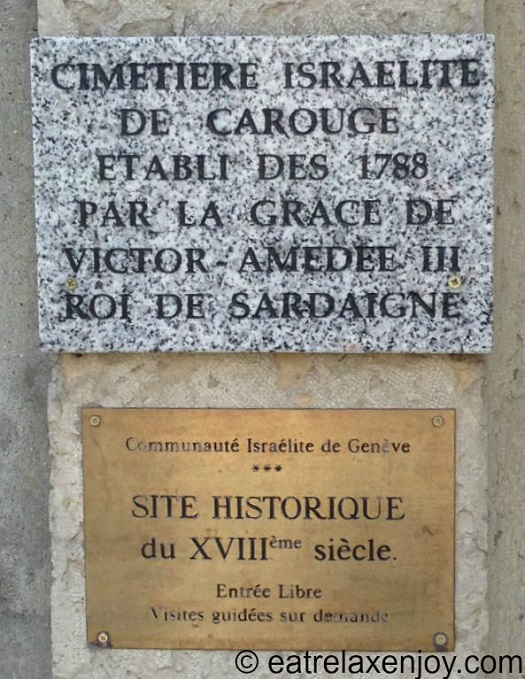 CIMETIERE ISRAELITE
DE CAROUGE
ETABLI DES 1788
PAR LA GRACE DE
VICTOR-AMEDEE III
ROI DE SARDAIGNE
Communauté Israélite de Genève
***
SITE HISTORIQUE
du XVIIIème siècle.
Entrée Libre
Visites guidées sur demande
© eatrelaxenjoy.com